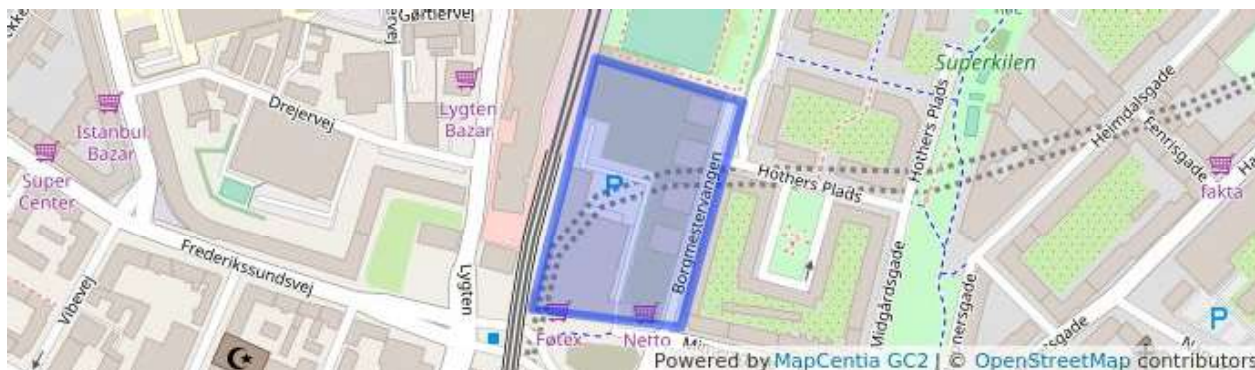 Gørtlervej
Drejervej
Lygten
Bazar
Istanbul
Bazar
Super
Center
Superkilen
Heimdalsgade
Fenrisgade
fakta
Hothers Plads
Hothers Plads
P
Borgmestervangen
Frederikssundsvej
Vibevej
Lygten
Midgårdsgade
P
Føtex
Netto
Powered by MapCentia GC2 | © OpenStreetMap contributors